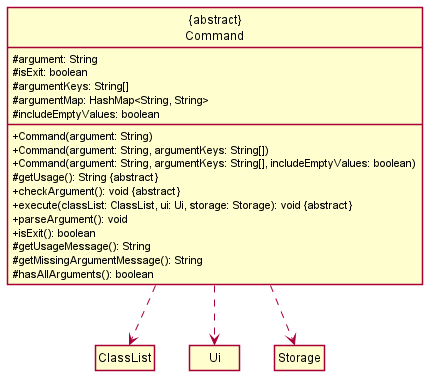 {abstract}
Command
#argument: String
#isExit: boolean
#argumentKeys: String[]
#argumentMap: HashMap<String, String>
#includeEmptyValues: boolean
+Command(argument: String)
+Command(argument: String, argumentKeys: String[])
+Command(argument: String, argumentKeys: String[], includeEmptyValues: boolean)
#getUsage(): String {abstract}
+checkArgument(): void {abstract}
+execute(classList: ClassList, ui: Ui, storage: Storage): void {abstract}
+parseArgument(): void
+isExit(): boolean
#getUsageMessage(): String
#getMissingArgumentMessage(): String
#hasAllArguments(): boolean
ClassList
Ui
Storage